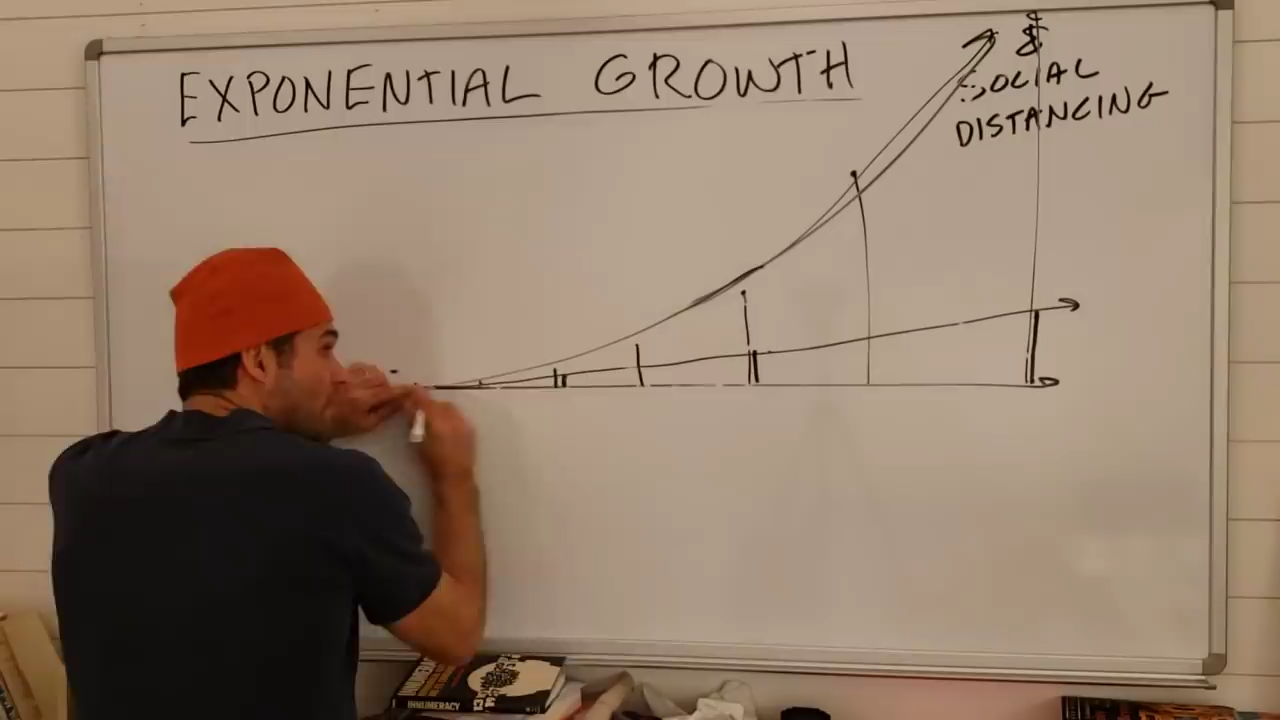 EXPONENTIAL GROWTH
$
SOCIAL
DISTANCING
INNUMERACY